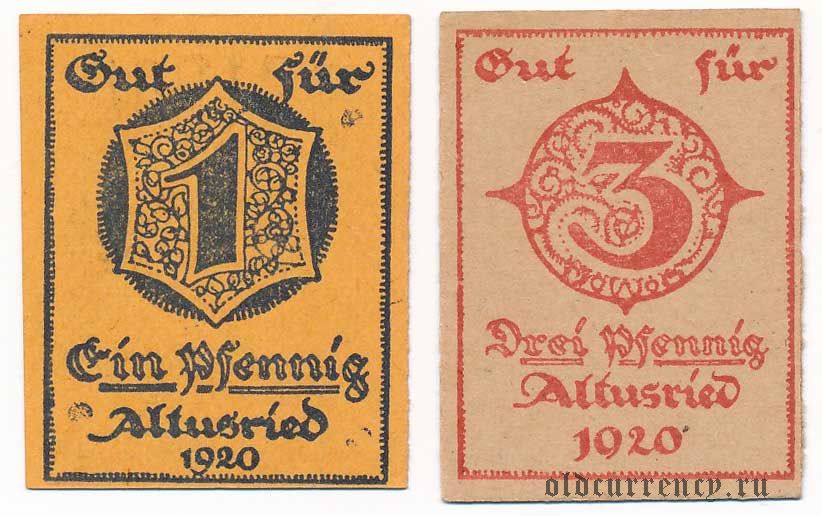 Gut für
1
Ein Pfennig
Altusried
1920
Gut für
3
Drei Pfennig
Altusried
1920
oldcurrency.ru